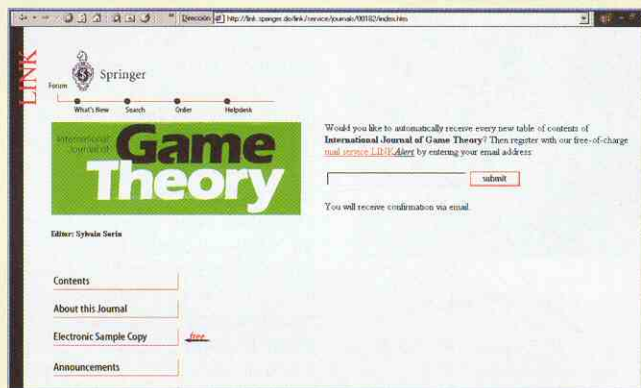 Dirección http://link.springer.de/link/service/journals/00182/index.htm
LINK
Springer
Forum
What's New Search Order Helpdesk
International
Journal of
Game
Theory
Would you like to automatically receive every new table of contents of
International Journal of Game Theory? Then register with our free-of-charge
mail service LINKAlert by entering your email address:
submit
You will receive confirmation via email.
Editor: Sylvain Sorin
Contents
About this Journal
Electronic Sample Copy free
Announcements